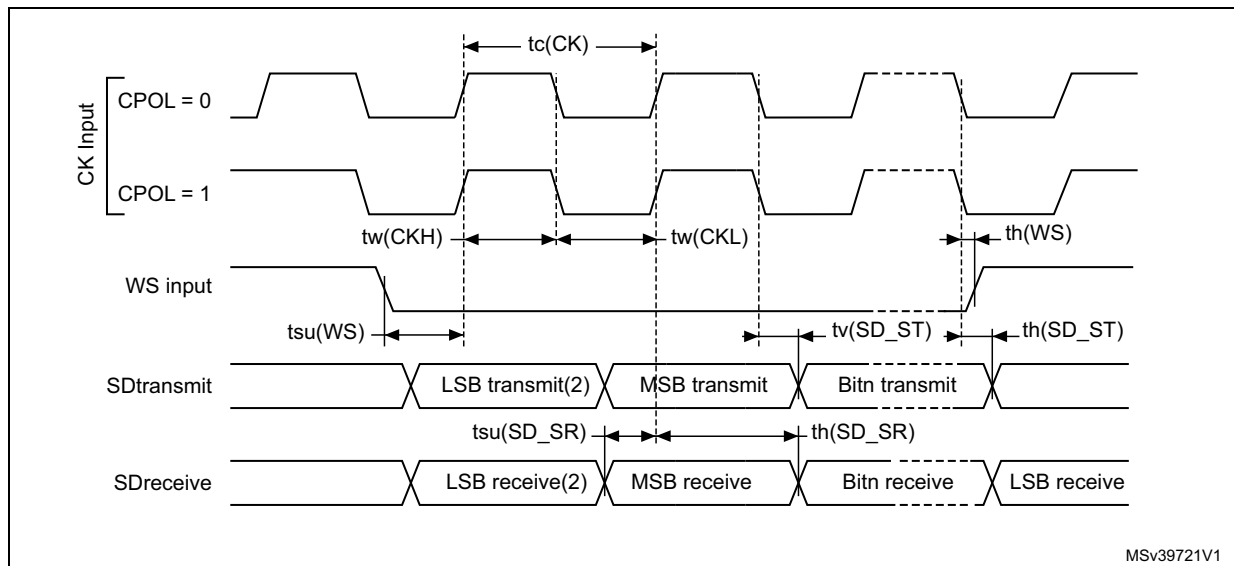 tc(CK)
CK Input
CPOL = 0
CPOL = 1
tw(CKH)
tw(CKL)
th(WS)
WS input
tsu(WS)
tv(SD_ST)
th(SD_ST)
SDtransmit
LSB transmit(2)
MSB transmit
Bitn transmit
tsu(SD_SR)
th(SD_SR)
SDreceive
LSB receive(2)
MSB receive
Bitn receive
LSB receive
MSv39721V1